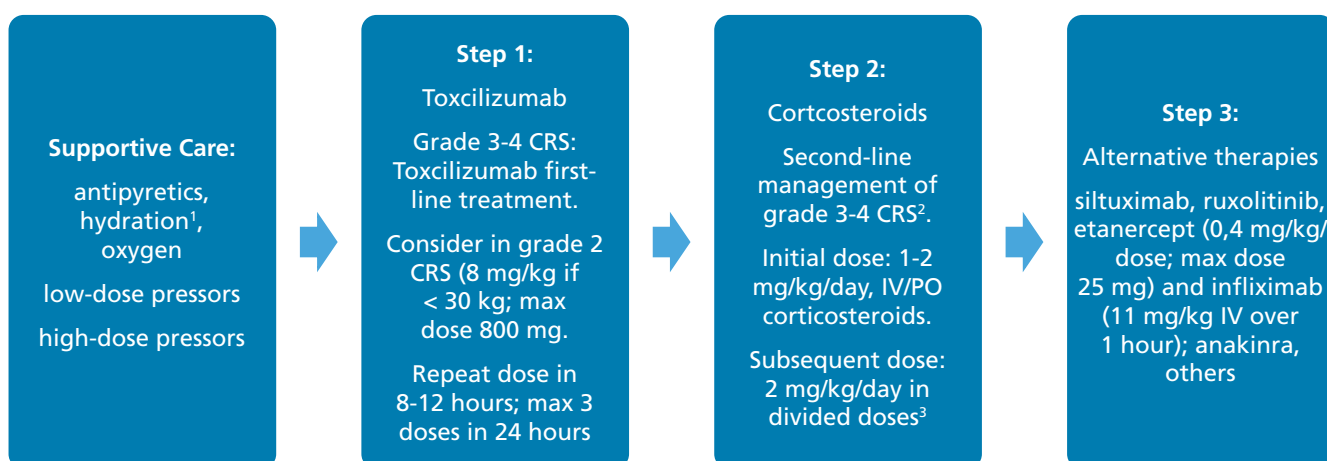 Supportive Care:
antipyretics,
hydration¹,
oxygen
low-dose pressors
high-dose pressors
Step 1:
Toxcilizumab
Grade 3-4 CRS:
Toxcilizumab first-
line treatment.
Consider in grade 2
CRS (8 mg/kg if
< 30 kg; max
dose 800 mg.
Repeat dose in
8-12 hours; max 3
doses in 24 hours
Step 2:
Cortcosteroids
Second-line
management of
grade 3-4 CRS².
Initial dose: 1-2
mg/kg/day, IV/PO
corticosteroids.
Subsequent dose:
2 mg/kg/day in
divided doses³
Step 3:
Alternative therapies
siltuximab, ruxolitinib,
etanercept (0,4 mg/kg/
dose; max dose
25 mg) and infliximab
(11 mg/kg IV over
1 hour); anakinra,
others